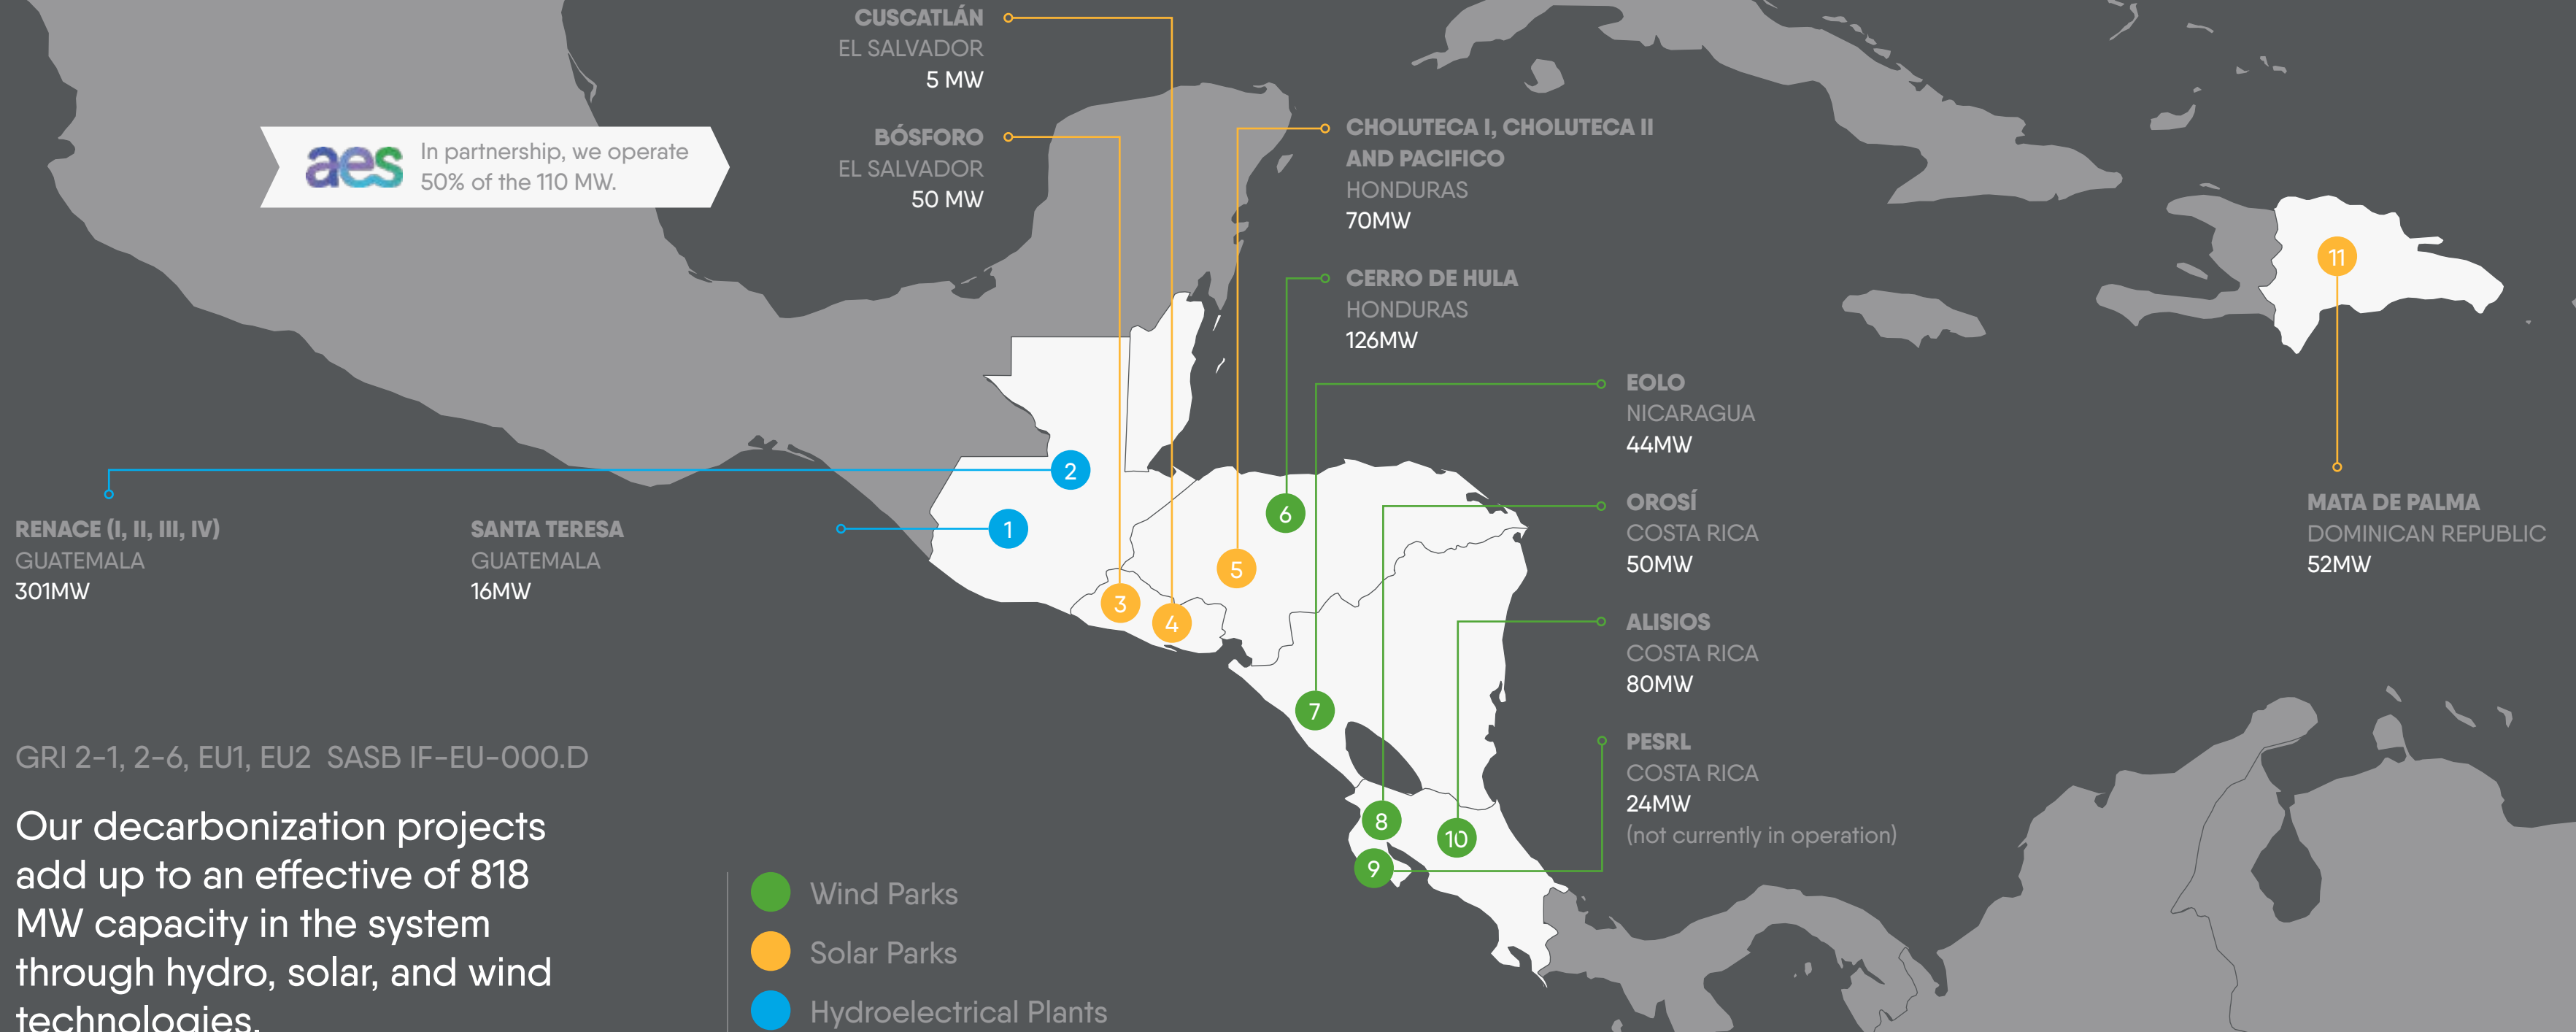 CUSCATLÁN
EL SALVADOR
5 MW
BÓSFORO
EL SALVADOR
50 MW
aes
In partnership, we operate
50% of the 110 MW.
CHOLUTECA I, CHOLUTECA II
AND PACIFICO
HONDURAS
70MW
CERRO DE HULA
HONDURAS
126MW
EOLO
NICARAGUA
44MW
OROSÍ
COSTA RICA
50MW
ALISIOS
COSTA RICA
80MW
PESRL
COSTA RICA
24MW
(not currently in operation)
MATA DE PALMA
DOMINICAN REPUBLIC
52MW
RENACE (I, II, III, IV)
GUATEMALA
301MW
SANTA TERESA
GUATEMALA
16MW
11
2
1
6
5
3
4
7
8
10
9
GRI 2-1, 2-6, EU1, EU2 SASB IF-EU-000.D
Our decarbonization projects
add up to an effective of 818
MW capacity in the system
through hydro, solar, and wind
technologies.
Wind Parks
Solar Parks
Hydroelectrical Plants